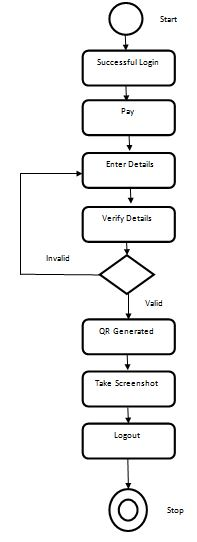 Start
Successful Login
Pay
Enter Details
Verify Details
Invalid
Valid
QR Generated
Take Screenshot
Logout
Stop